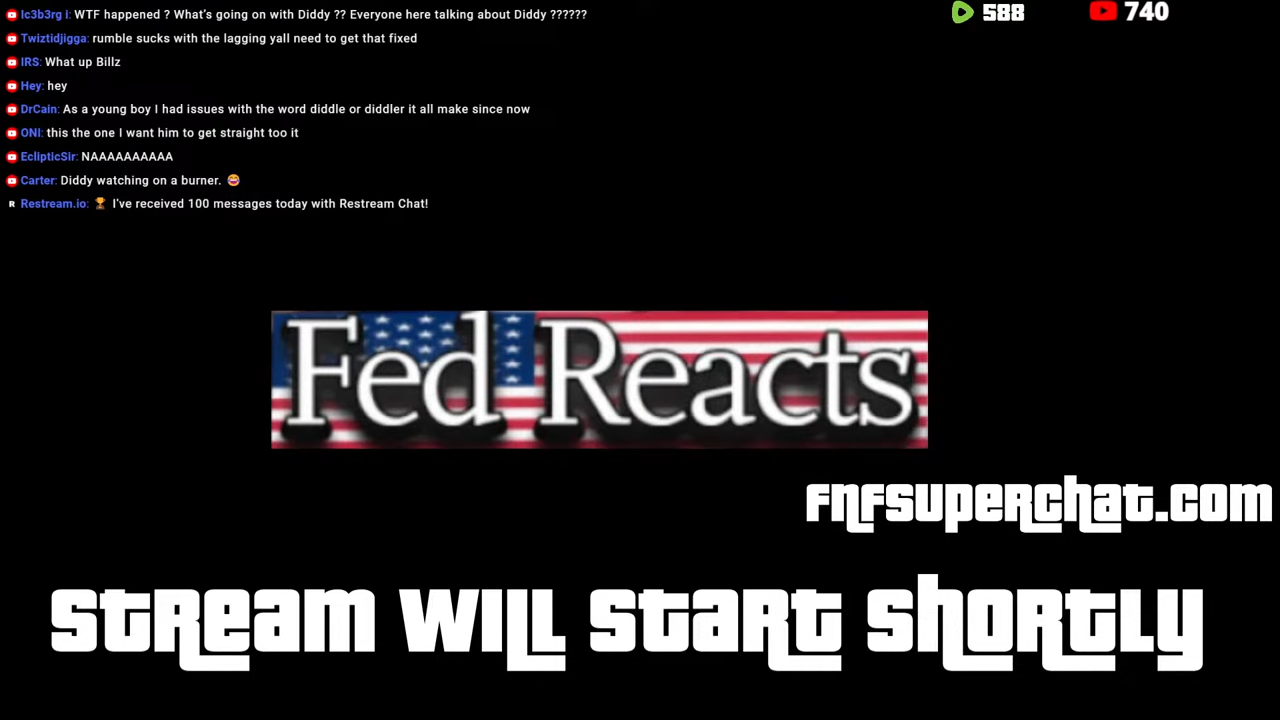 Ic3b3rg I: WTF happened ? What's going on with Diddy ?? Everyone here talking about Diddy ??????
588
740
Twiztidjigga: rumble sucks with the lagging yall need to get that fixed
IRS: What up Billz
Hey: hey
DrCain: As a young boy I had issues with the word diddle or diddler it all make since now
ONI: this the one I want him to get straight too it
EclipticSir: NAAAAAAAAAA
Carter: Diddy watching on a burner. 😂
R Restream.io: 🏆 I've received 100 messages today with Restream Chat!
Fed Reacts
fnfsuperchat.com
stream will start shortly